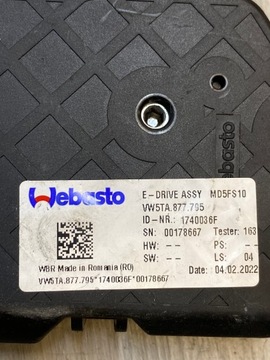 Webasto
E-DRIVE ASSY MD5FS10
VW5TA.877.795
ID-NR.: 1740036F
SN: 00178667 Tester: 163
HW: -- PS: --
SW: -- LS: 04
WBR Made in Romania (RO) Date: 04.02.2022
VW5TA.877.795*1740036F*00178667